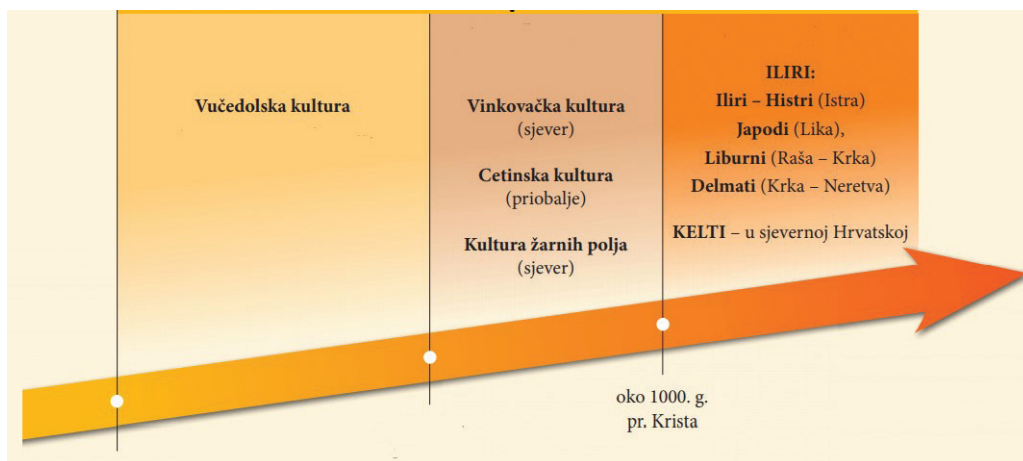 Vučedolska kultura
Vinkovačka kultura
(sjever)
Cetinska kultura
(priobalje)
Kultura žarnih polja
(sjever)
ILIRI:
Iliri – Histri (Istra)
Japodi (Lika),
Liburni (Raša – Krka)
Delmati (Krka – Neretva)
KELTI – u sjevernoj Hrvatskoj
oko 1000. g.
pr. Krista